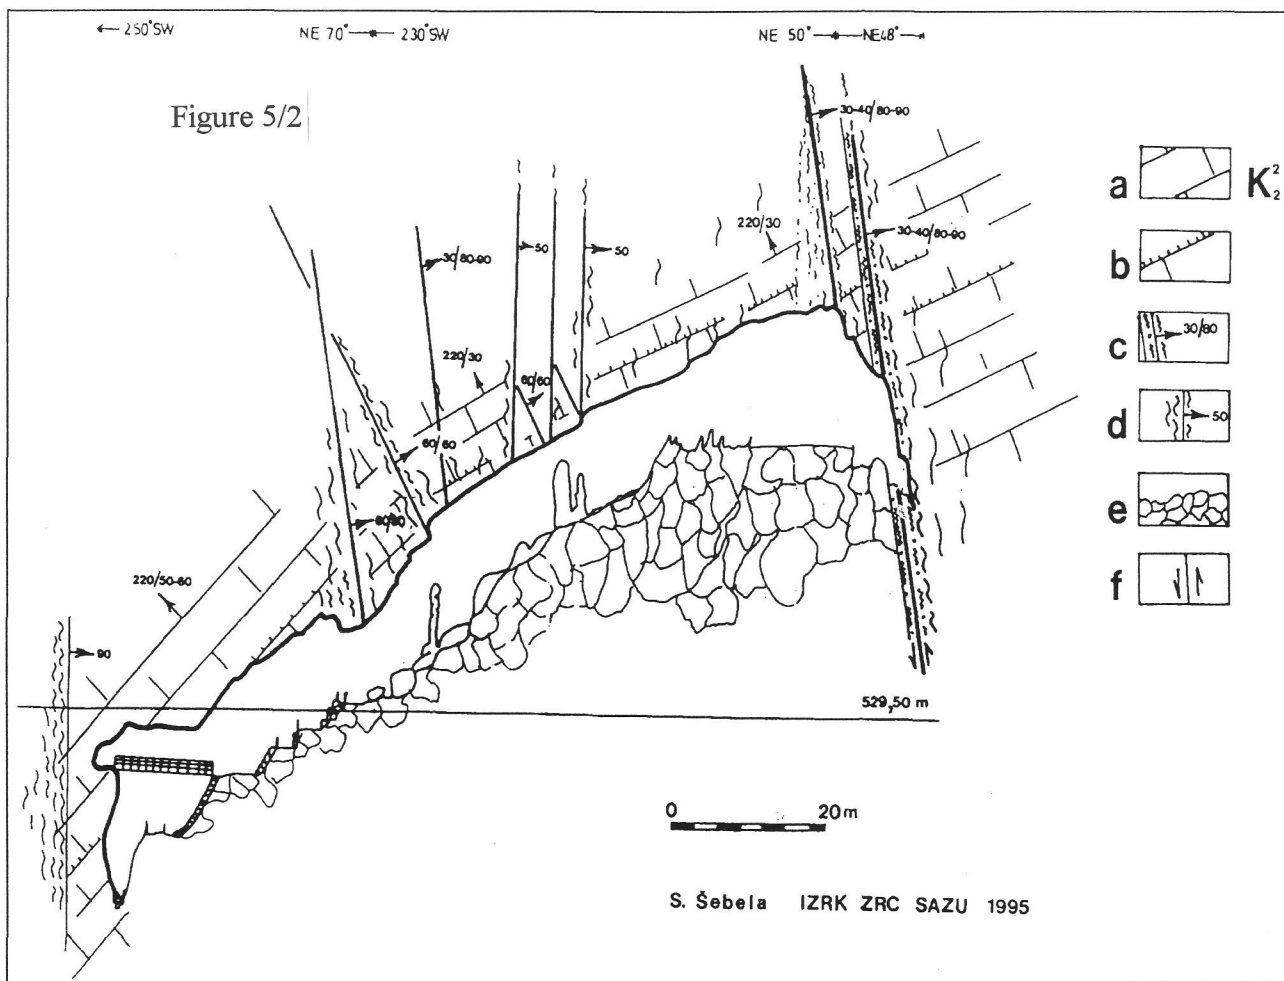 ← 250°SW
NE 70° ← → 230°SW
NE 50° → NE48° →
Figure 5/2
30-40/80-90
30-40/80-90
220/30
30/80-90
50
50
220/30
60/60
60/60
80/80
220/50-60
90
529,50 m
a K²₂
b
c 30/80
d 50
e
f
0 20m
S. Šebela IZRK ZRC SAZU 1995